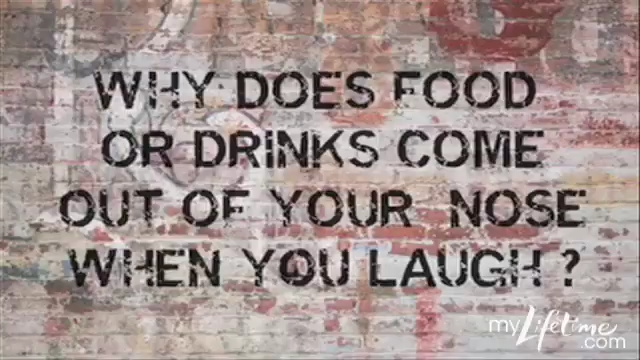 WHY DOES FOOD
OR DRINKS COME
OUT OF YOUR NOSE
WHEN YOU LAUGH ?
myLifetime
.com